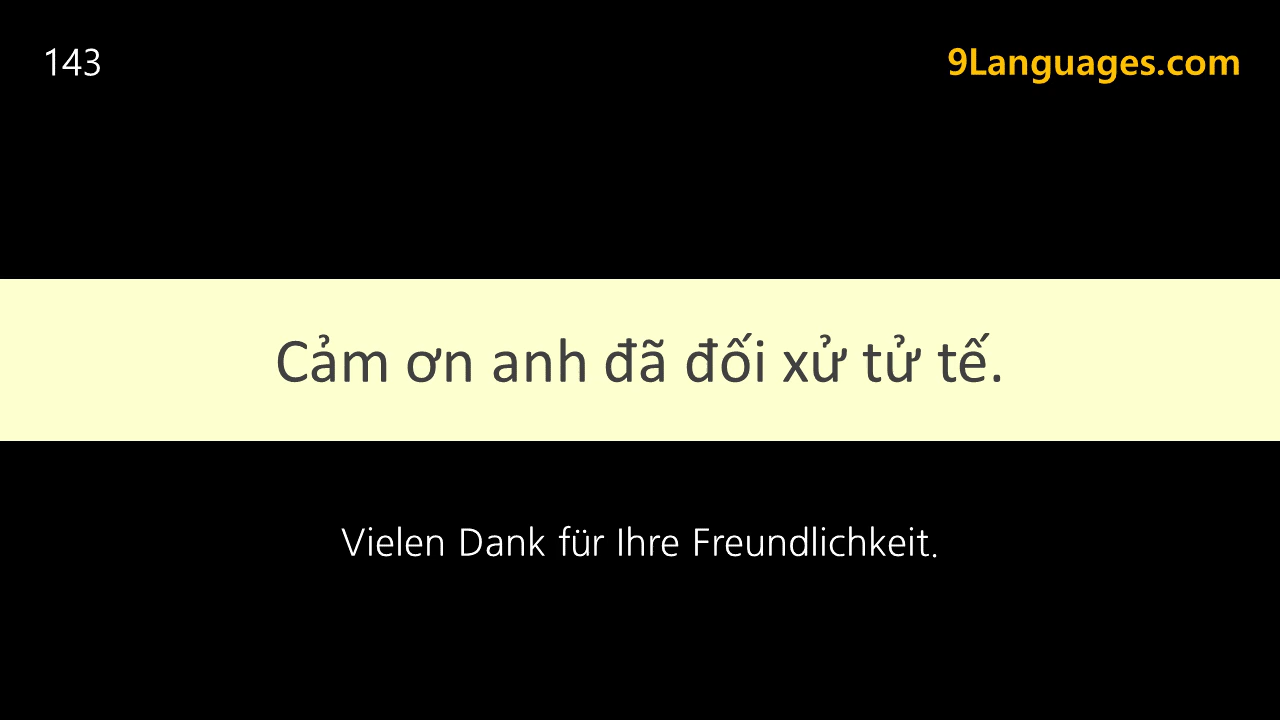 143
9Languages.com
Cảm ơn anh đã đối xử tử tế.
Vielen Dank für Ihre Freundlichkeit.